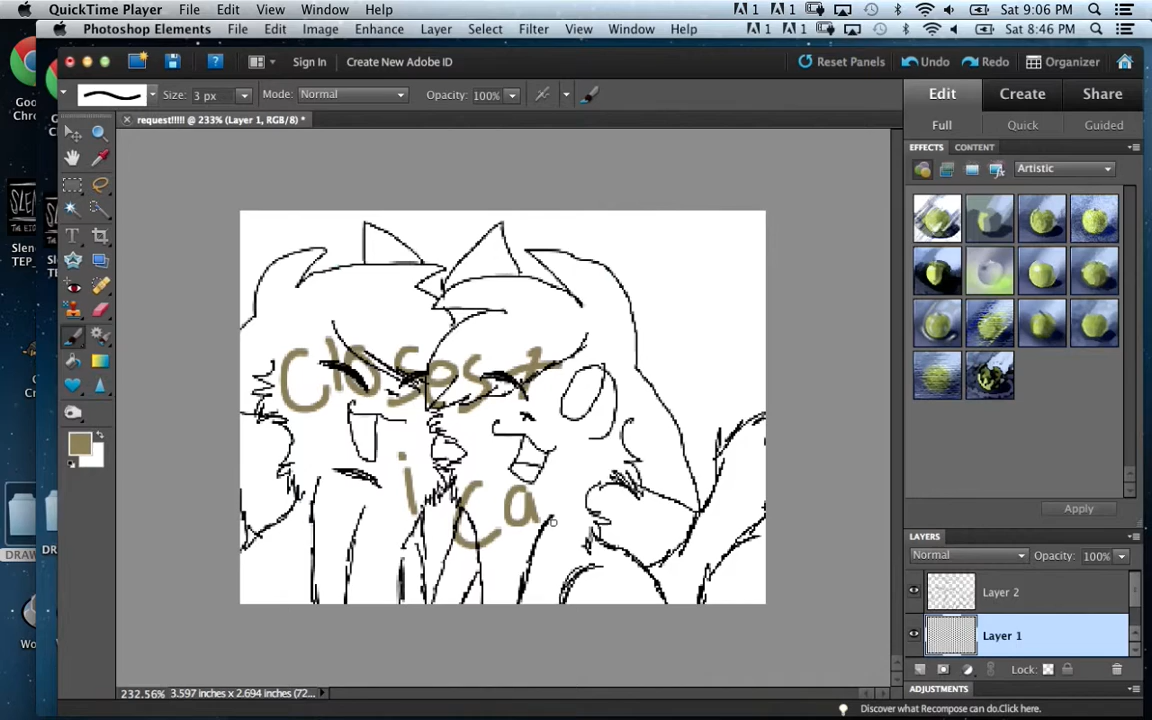 QuickTime Player File Edit View Window Help Sat 9:06 PM
Photoshop Elements File Edit Image Enhance Layer Select Filter View Window Help Sat 8:46 PM
Sign In Create New Adobe ID Reset Panels Undo Redo Organizer
Size: 3 px Mode: Normal Opacity: 100% Edit Create Share
request!!!!! @ 233% (Layer 1, RGB/8) * Full Quick Guided
EFFECTS CONTENT
Artistic
Goo
Chro
Closest
i Ca
Apply
LAYERS
Normal Opacity: 100%
Layer 2
Layer 1
Lock:
232.56% 3.597 inches x 2.694 inches (72...
ADJUSTMENTS
Discover what Recompose can do.Click here.